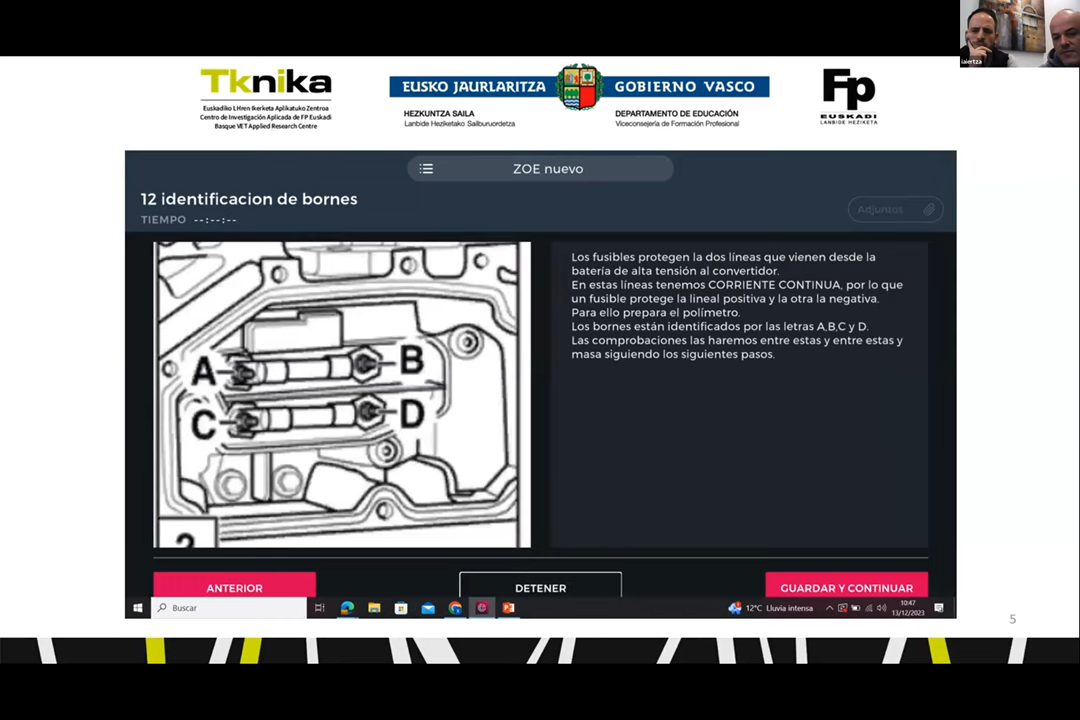 ialertza
Tknika
Euskadiko LHren Ikerketa Aplikatuko Zentroa
Centro de Investigación Aplicada de FP Euskadi
Basque VET Applied Research Centre
EUSKO JAURLARITZA
GOBIERNO VASCO
HEZKUNTZA SAILA
Lanbide Heziketako Sailburuordetza
DEPARTAMENTO DE EDUCACIÓN
Viceconsejería de Formación Profesional
Fp
EUSKADI
LANBIDE HEZIKETA
ZOE nuevo
12 identificacion de bornes
TIEMPO --:--:--
Adjuntos
A
B
C
D
2
Los fusibles protegen la dos líneas que vienen desde la
batería de alta tensión al convertidor.
En estas líneas tenemos CORRIENTE CONTINUA, por lo que
un fusible protege la lineal positiva y la otra la negativa.
Para ello prepara el polímetro.
Los bornes están identificados por las letras A,B,C y D.
Las comprobaciones las haremos entre estas y entre estas y
masa siguiendo los siguientes pasos.
ANTERIOR
DETENER
GUARDAR Y CONTINUAR
Buscar
12°C Lluvia intensa
10:47
13/12/2023
5